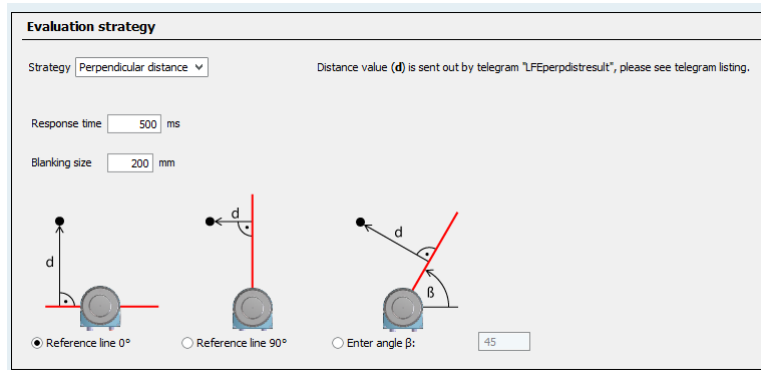 Evaluation strategy
Strategy Perpendicular distance Distance value (d) is sent out by telegram "LFEperpdistresult", please see telegram listing.
Response time 500 ms
Blanking size 200 mm
d d d
β
Reference line 0° Reference line 90° Enter angle β: 45